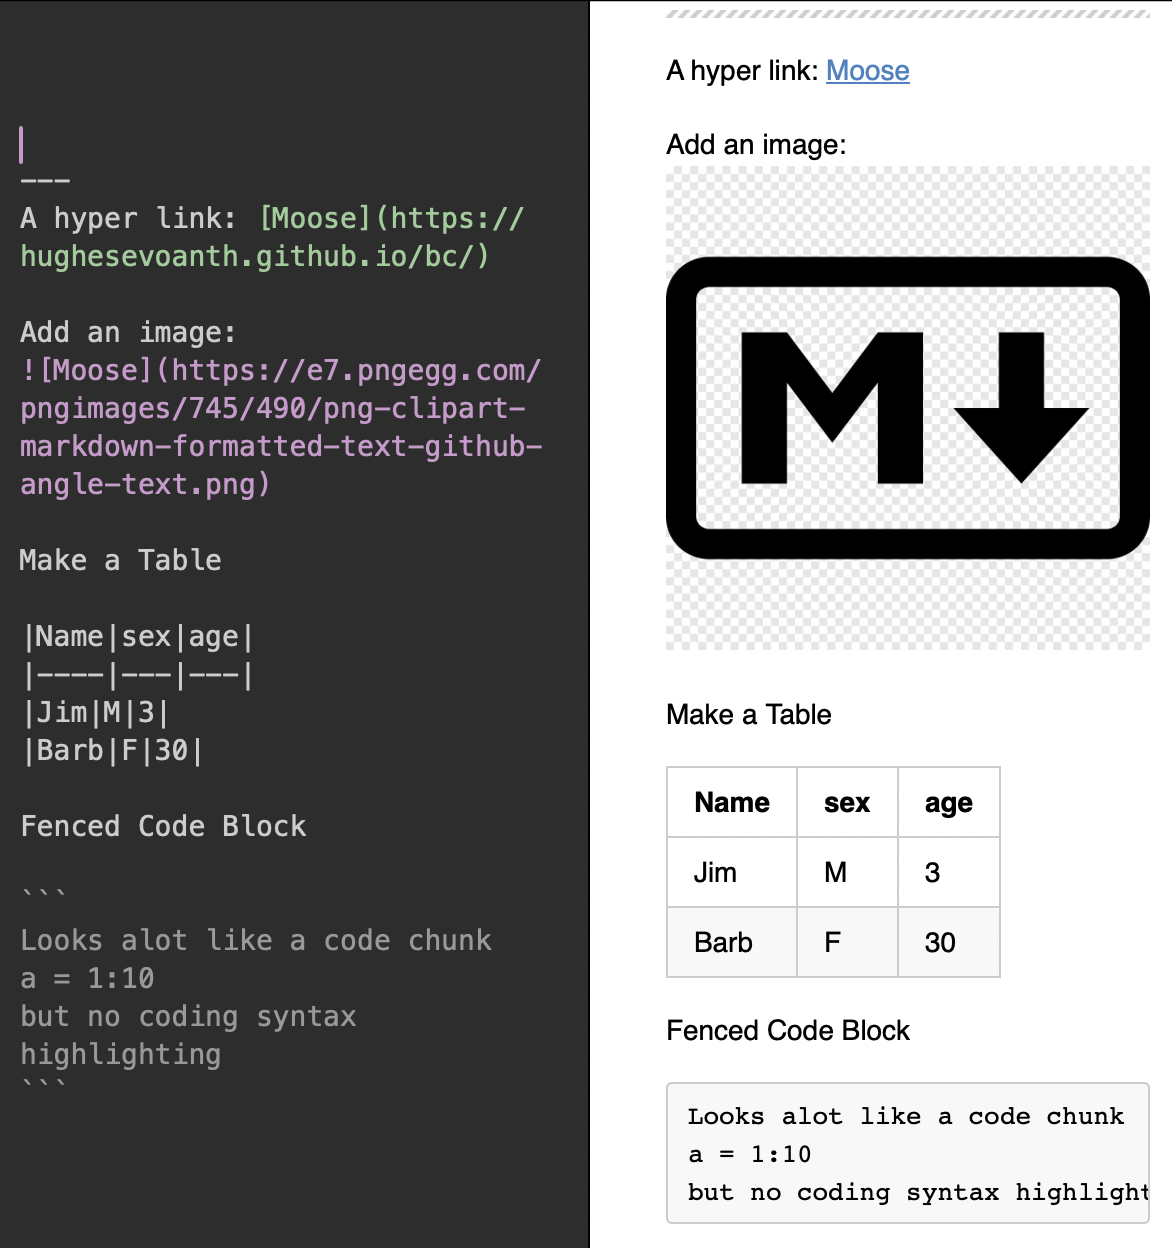 ---
A hyper link: [Moose](https://
hughesevoanth.github.io/bc/)
Add an image:
![Moose](https://e7.pngegg.com/
pngimages/745/490/png-clipart-
markdown-formatted-text-github-
angle-text.png)
Make a Table
|Name|sex|age|
|----|---|---|
|Jim|M|3|
|Barb|F|30|
Fenced Code Block
```
Looks alot like a code chunk
a = 1:10
but no coding syntax
highlighting
```
A hyper link: Moose
Add an image:
M
Make a Table
Name sex age
Jim M 3
Barb F 30
Fenced Code Block
Looks alot like a code chunk
a = 1:10
but no coding syntax highlight